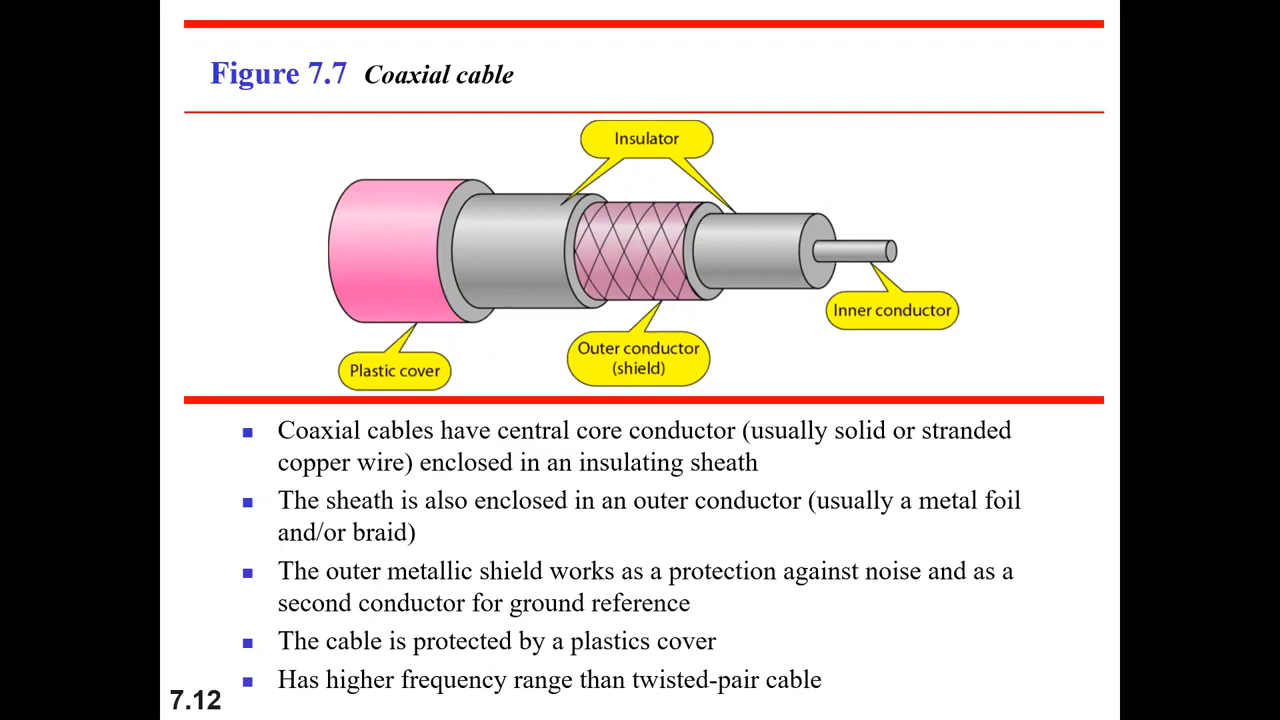 Figure 7.7 Coaxial cable
Insulator
Inner conductor
Outer conductor
(shield)
Plastic cover
■ Coaxial cables have central core conductor (usually solid or stranded
copper wire) enclosed in an insulating sheath
■ The sheath is also enclosed in an outer conductor (usually a metal foil
and/or braid)
■ The outer metallic shield works as a protection against noise and as a
second conductor for ground reference
■ The cable is protected by a plastics cover
■ Has higher frequency range than twisted-pair cable
7.12